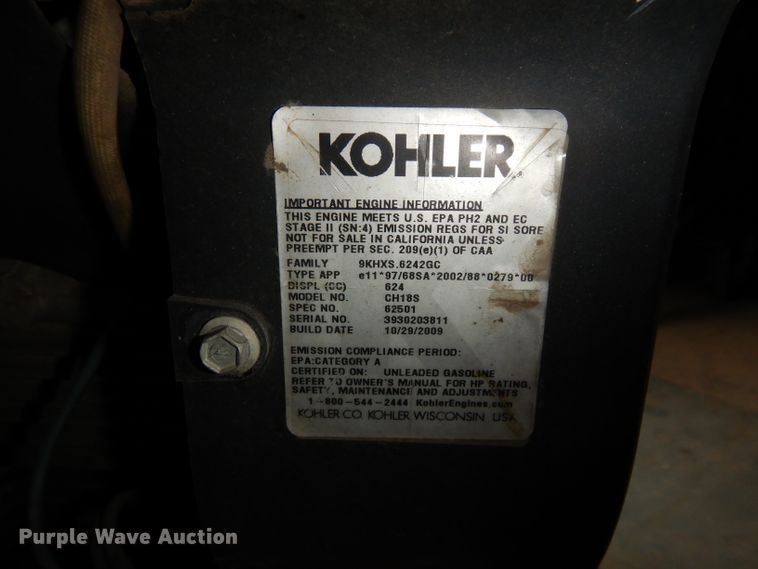 KOHLER
IMPORTANT ENGINE INFORMATION
THIS ENGINE MEETS U.S. EPA PH2 AND EC
STAGE II (SN:4) EMISSION REGS FOR SI SORE
NOT FOR SALE IN CALIFORNIA UNLESS
PREEMPT PER SEC. 209(e)(1) OF CAA
FAMILY 9KHXS.6242GC
TYPE APP e11*97/68SA*2002/88*0279*00
DISPL (CC) 624
MODEL NO. CH18S
SPEC NO. 62501
SERIAL NO. 3930203811
BUILD DATE 10/29/2009
EMISSION COMPLIANCE PERIOD:
EPA:CATEGORY A
CERTIFIED ON: UNLEADED GASOLINE
REFER TO OWNER'S MANUAL FOR HP RATING,
SAFETY, MAINTENANCE AND ADJUSTMENTS
1-800-544-2444 KohlerEngines.com
KOHLER CO. KOHLER WISCONSIN USA
Purple Wave Auction